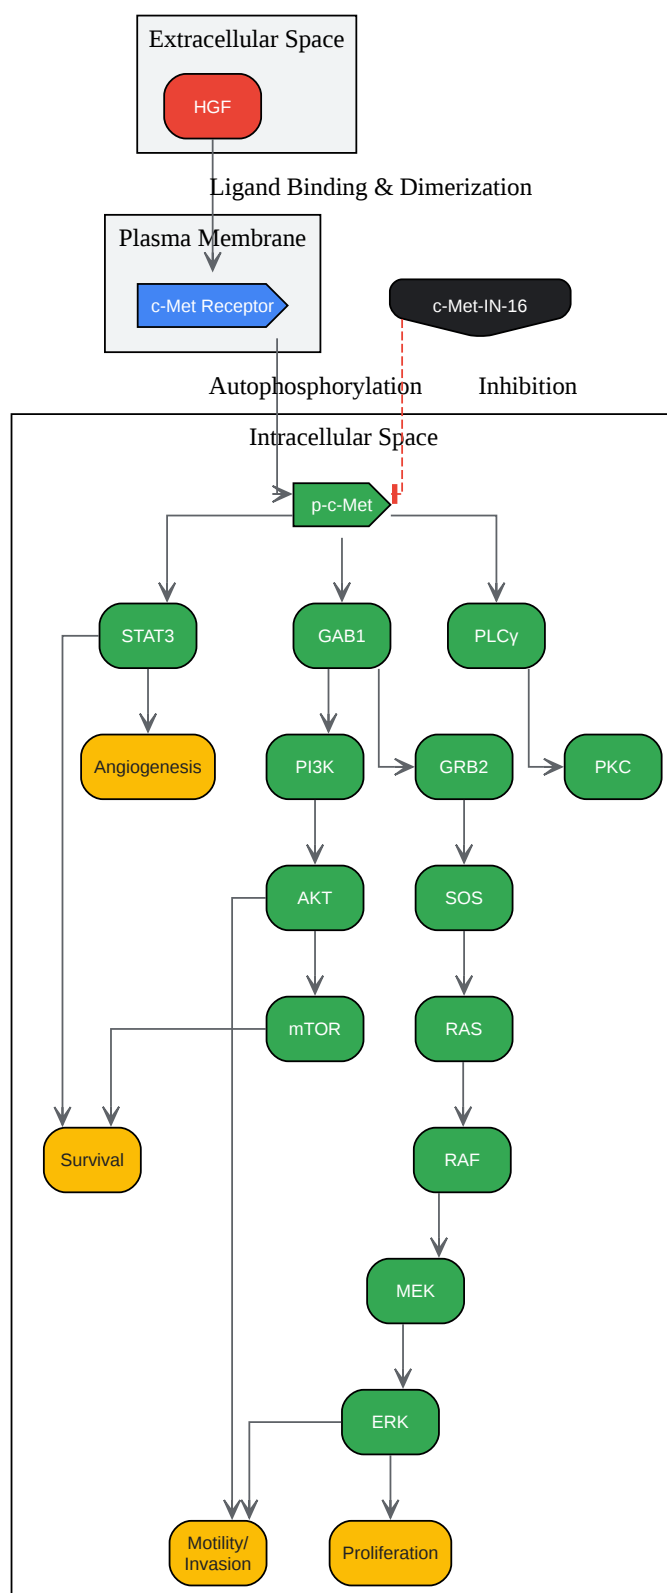 Extracellular Space
HGF
Ligand Binding & Dimerization
Plasma Membrane
c-Met Receptor
c-Met-IN-16
Autophosphorylation
Inhibition
Intracellular Space
p-c-Met
STAT3
GAB1
PLCγ
Angiogenesis
PI3K
GRB2
PKC
AKT
SOS
mTOR
RAS
Survival
RAF
MEK
ERK
Motility/
Invasion
Proliferation